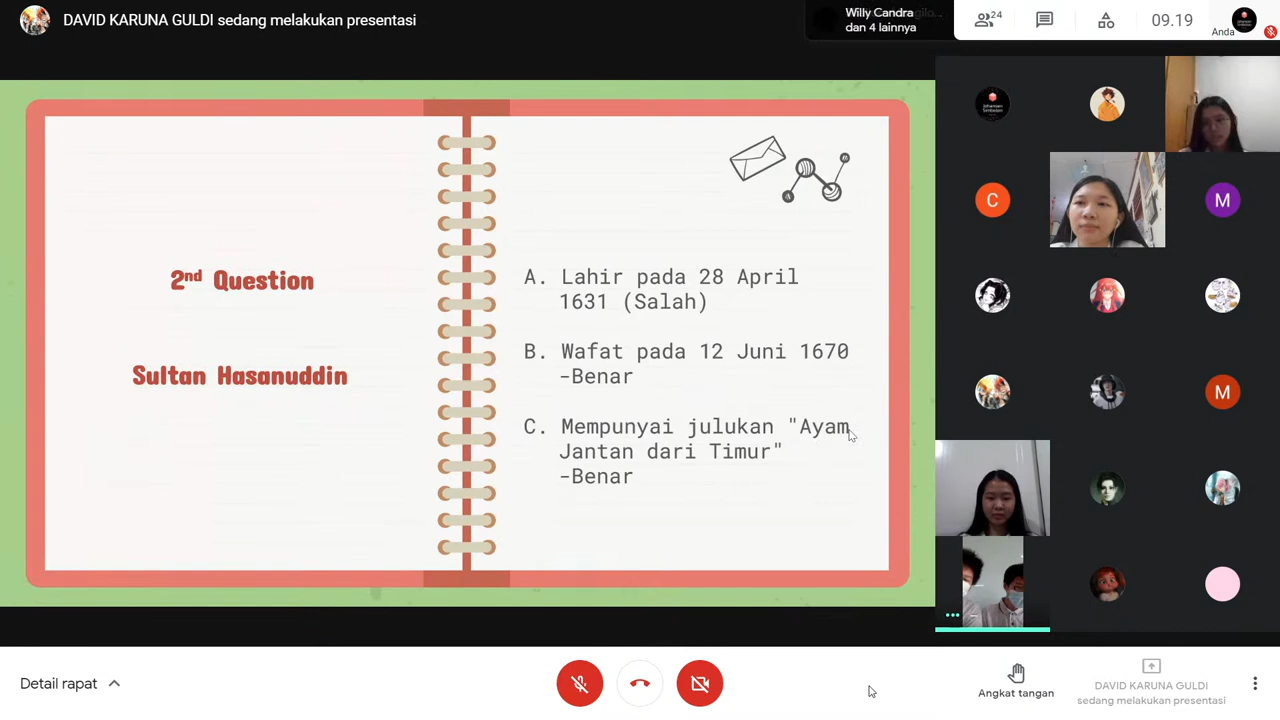 DAVID KARUNA GULDI sedang melakukan presentasi
Willy Candra
dan 4 lainnya
24
09.19
Anda
2nd Question
Sultan Hasanuddin
A. Lahir pada 28 April
1631 (Salah)
B. Wafat pada 12 Juni 1670
-Benar
C. Mempunyai julukan "Ayam
Jantan dari Timur"
-Benar
C
M
M
Detail rapat
Angkat tangan
DAVID KARUNA GULDI
sedang melakukan presentasi